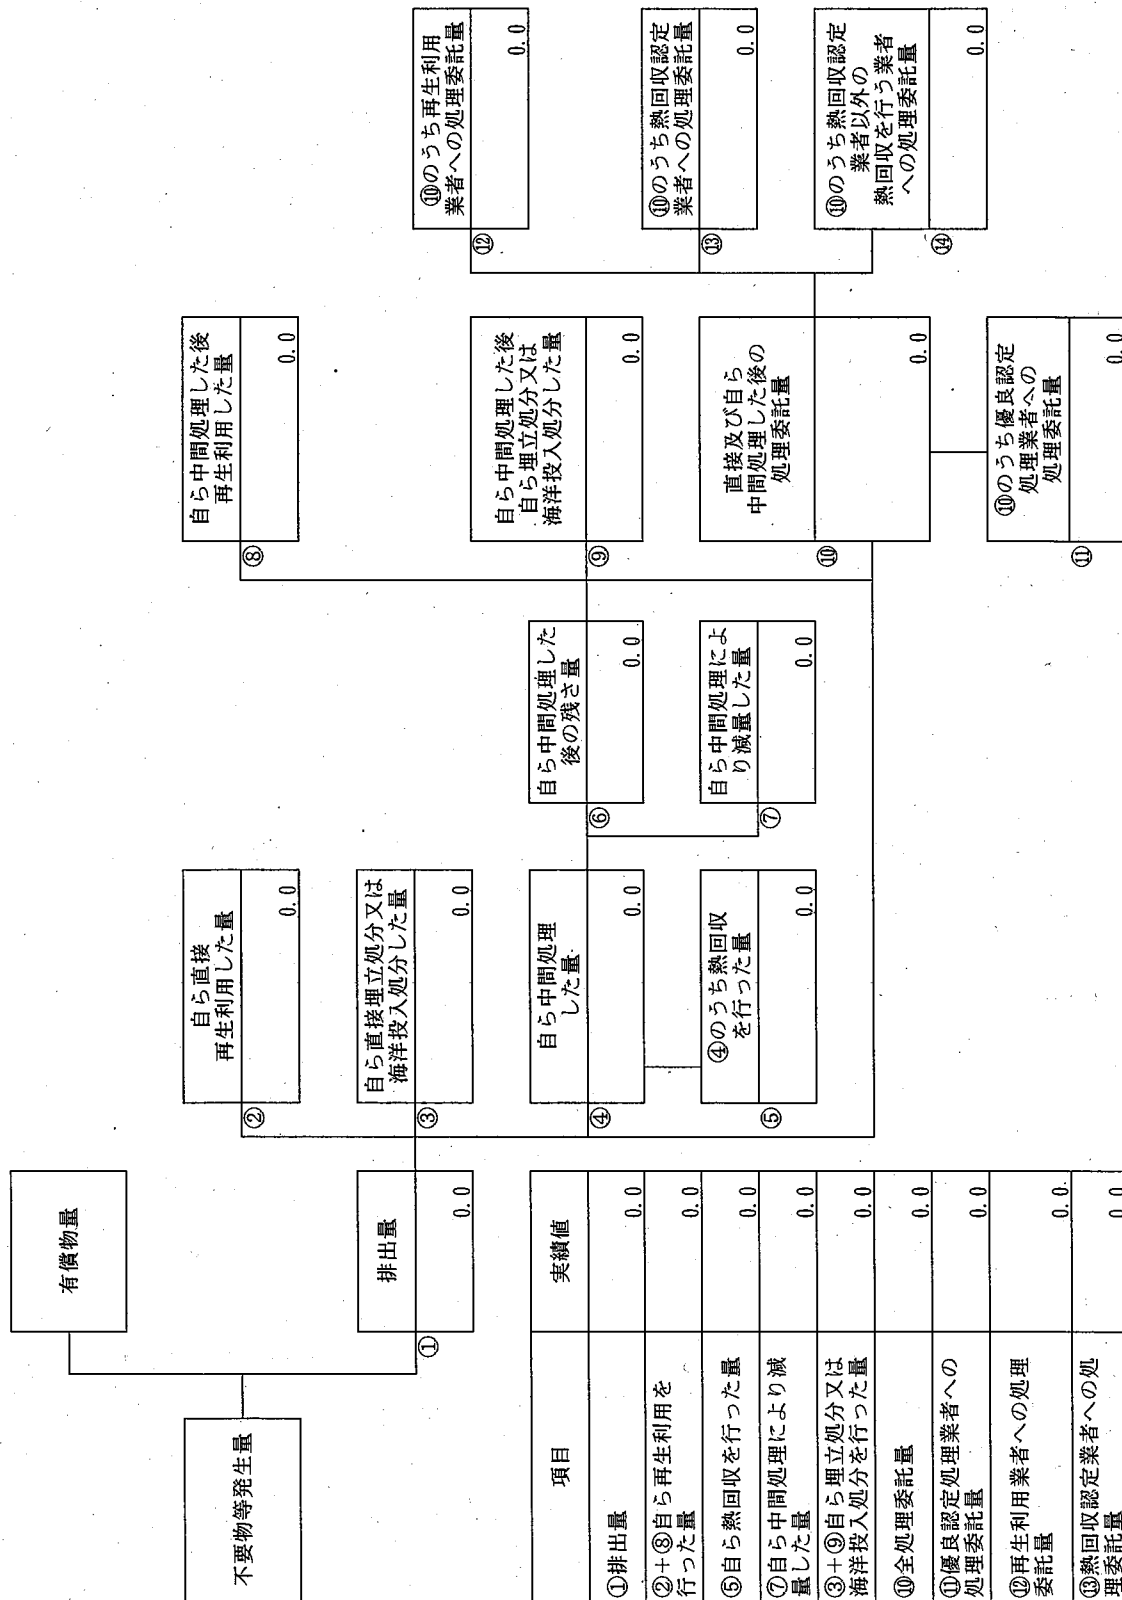 不要物等発生量
有償物量
排出量
①
0.0
自ら直接
再生利用した量
②
0.0
自ら直接埋立処分又は
海洋投入処分した量
③
0.0
自ら中間処理
した量
④
0.0
④のうち熱回収
を行った量
⑤
0.0
自ら中間処理した
後の残さ量
⑥
0.0
自ら中間処理によ
り減量した量
⑦
0.0
自ら中間処理した後
再生利用した量
⑧
0.0
自ら中間処理した後
自ら埋立処分又は
海洋投入処分した量
⑨
0.0
直接及び自ら
中間処理した後の
処理委託量
⑩
0.0
⑩のうち優良認定
処理業者への
処理委託量
⑪
0.0
⑩のうち再生利用
業者への処理委託量
⑫
0.0
⑩のうち熱回収認定
業者への処理委託量
⑬
0.0
⑩のうち熱回収認定
業者以外の
熱回収を行う業者
への処理委託量
⑭
0.0
項目
実績値
①排出量
0.0
②+⑧自ら再生利用を
行った量
0.0
⑤自ら熱回収を行った量
0.0
⑦自ら中間処理により減
量した量
0.0
③+⑨自ら埋立処分又は
海洋投入処分を行った量
0.0
⑩全処理委託量
0.0
⑪優良認定処理業者への
処理委託量
0.0
⑫再生利用業者への処理
委託量
0.0
⑬熱回収認定業者への処
理委託量
0.0